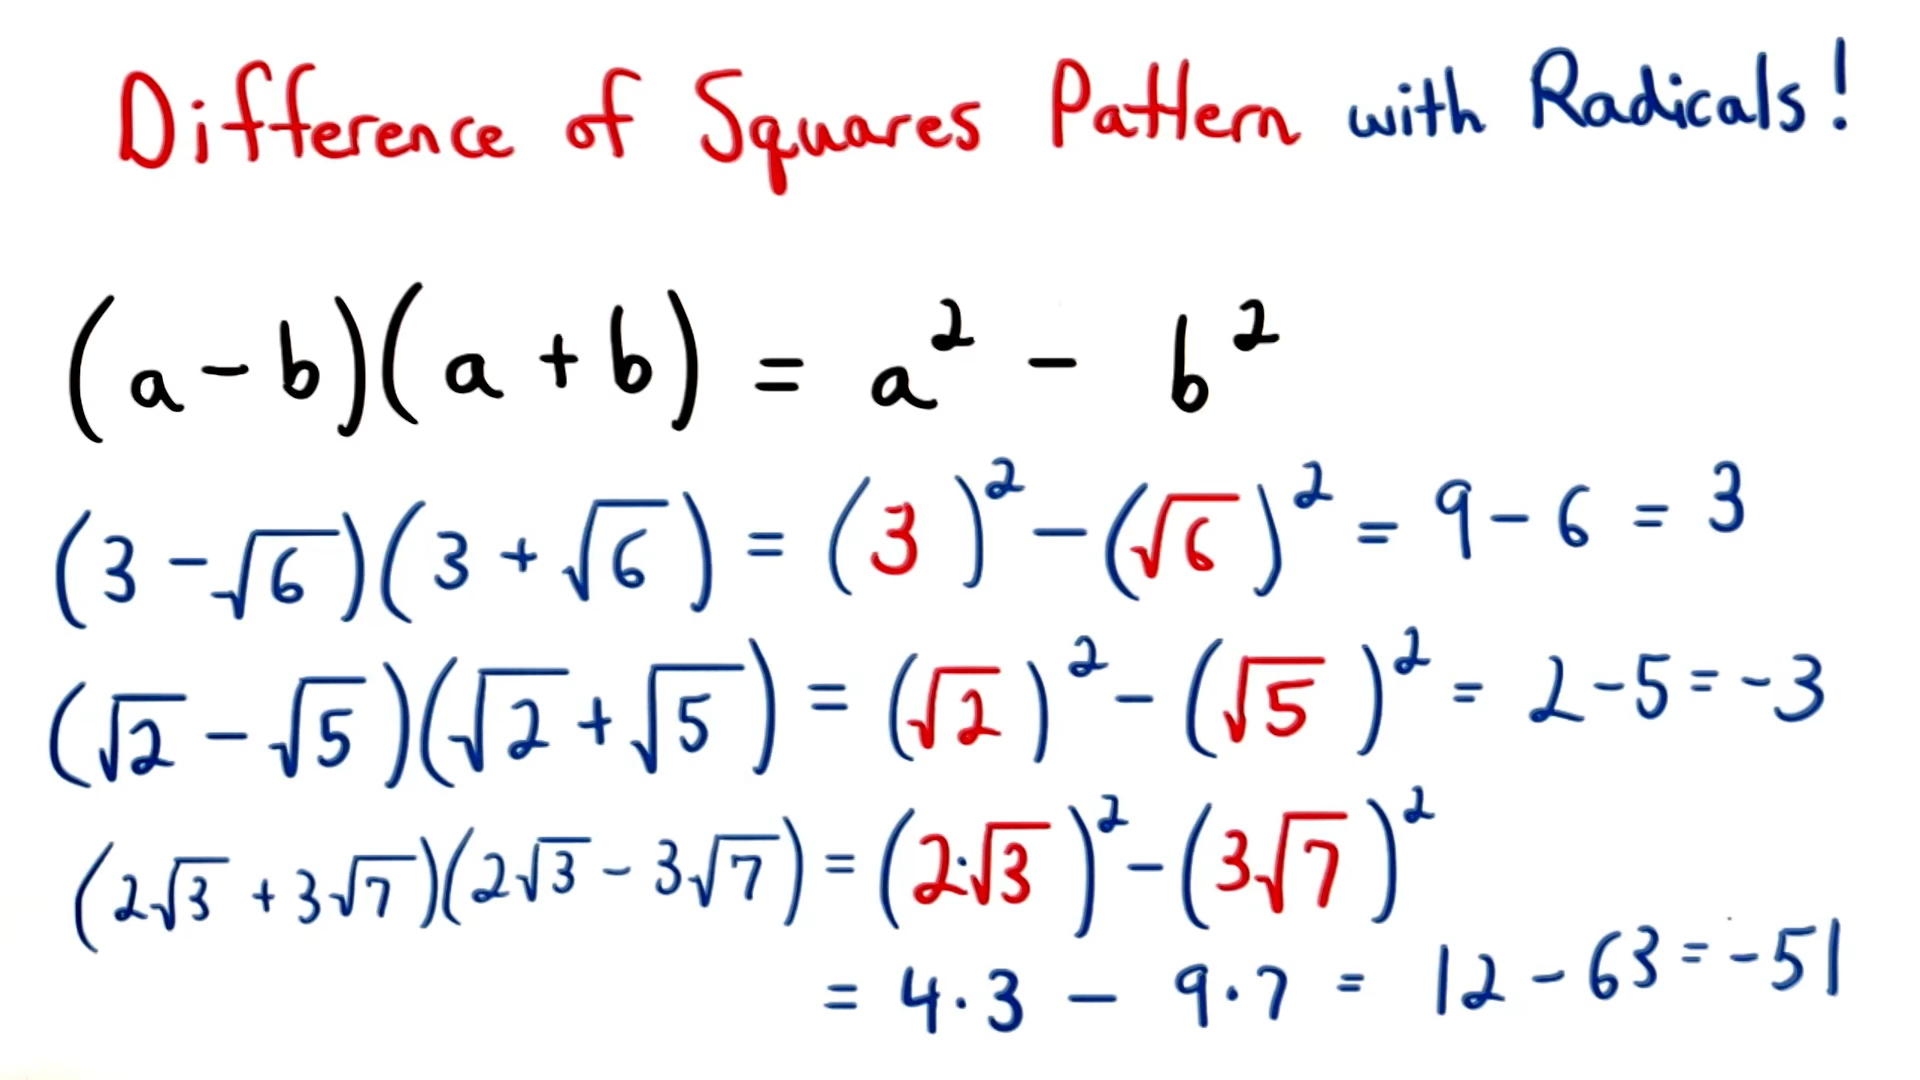 Difference of Squares Pattern with Radicals!
(a - b)(a + b) = a² - b²
(3 - √6)(3 + √6) = (3)² - (√6)² = 9 - 6 = 3
(√2 - √5)(√2 + √5) = (√2)² - (√5)² = 2 - 5 = -3
(2√3 + 3√7)(2√3 - 3√7) = (2·√3)² - (3√7)²
= 4·3 - 9·7 = 12 - 63 = -51